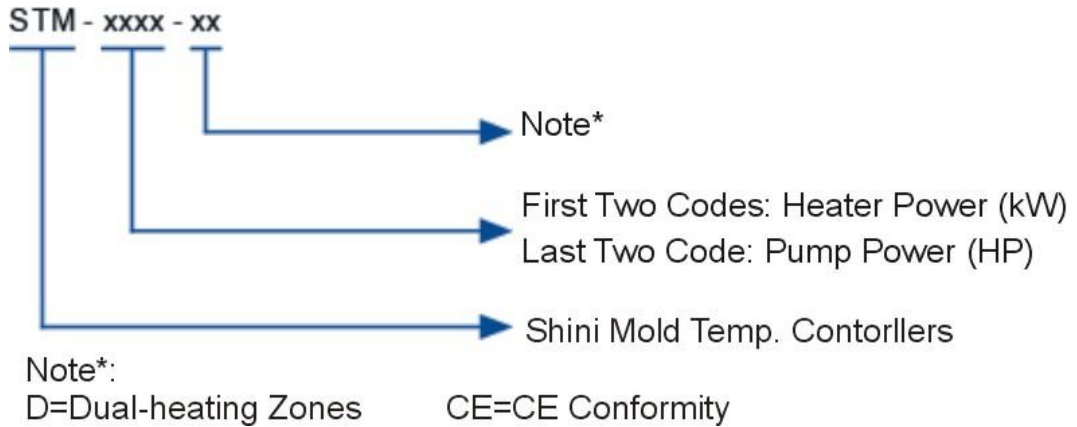 STM - xxxx - xx
Note*
First Two Codes: Heater Power (kW)
Last Two Code: Pump Power (HP)
Shini Mold Temp. Contorllers
Note*:
D=Dual-heating Zones CE=CE Conformity